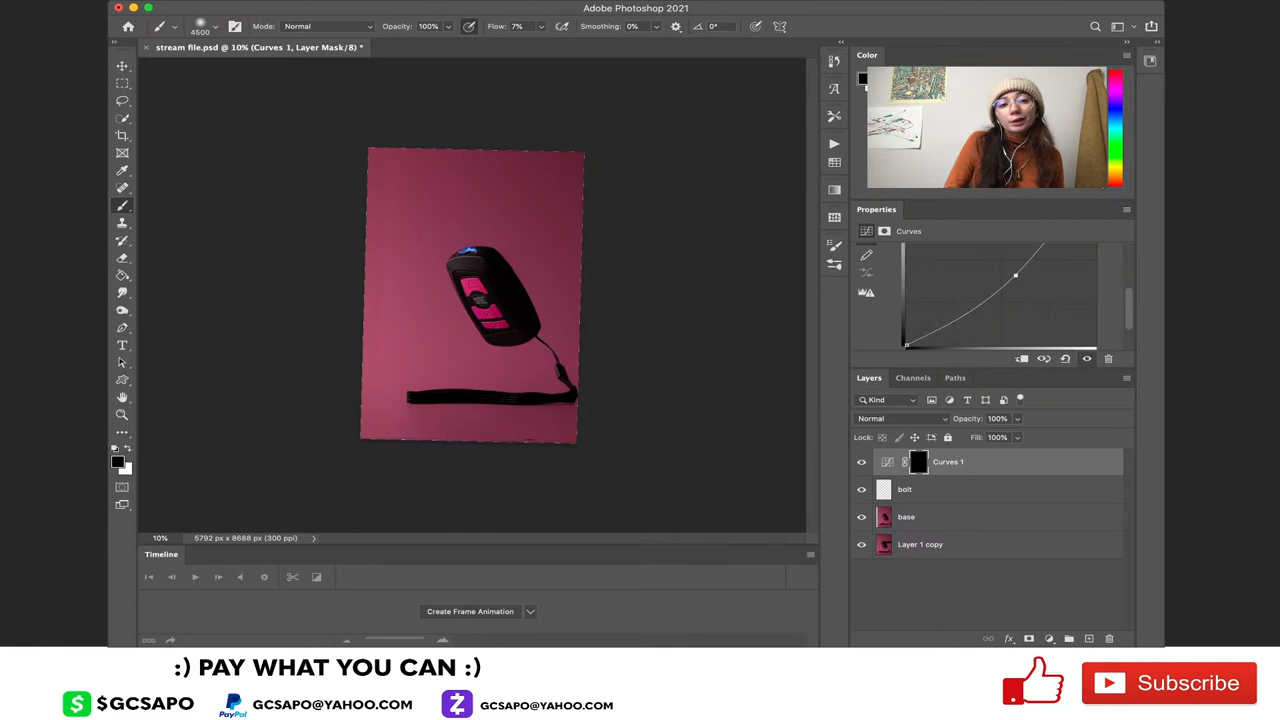 Adobe Photoshop 2021
4500 Mode: Normal Opacity: 100% Flow: 7% Smoothing: 0% 0°
stream file.psd @ 10% (Curves 1, Layer Mask/8) *
Color
Properties
Curves
Layers Channels Paths
Kind
Normal Opacity: 100%
Lock: Fill: 100%
Curves 1
bolt
base
Layer 1 copy
10% 5792 px x 8688 px (300 ppi)
Timeline
Create Frame Animation
:) PAY WHAT YOU CAN :)
$GCSAPO
PayPal GCSAPO@YAHOO.COM
GCSAPO@YAHOO.COM
Subscribe